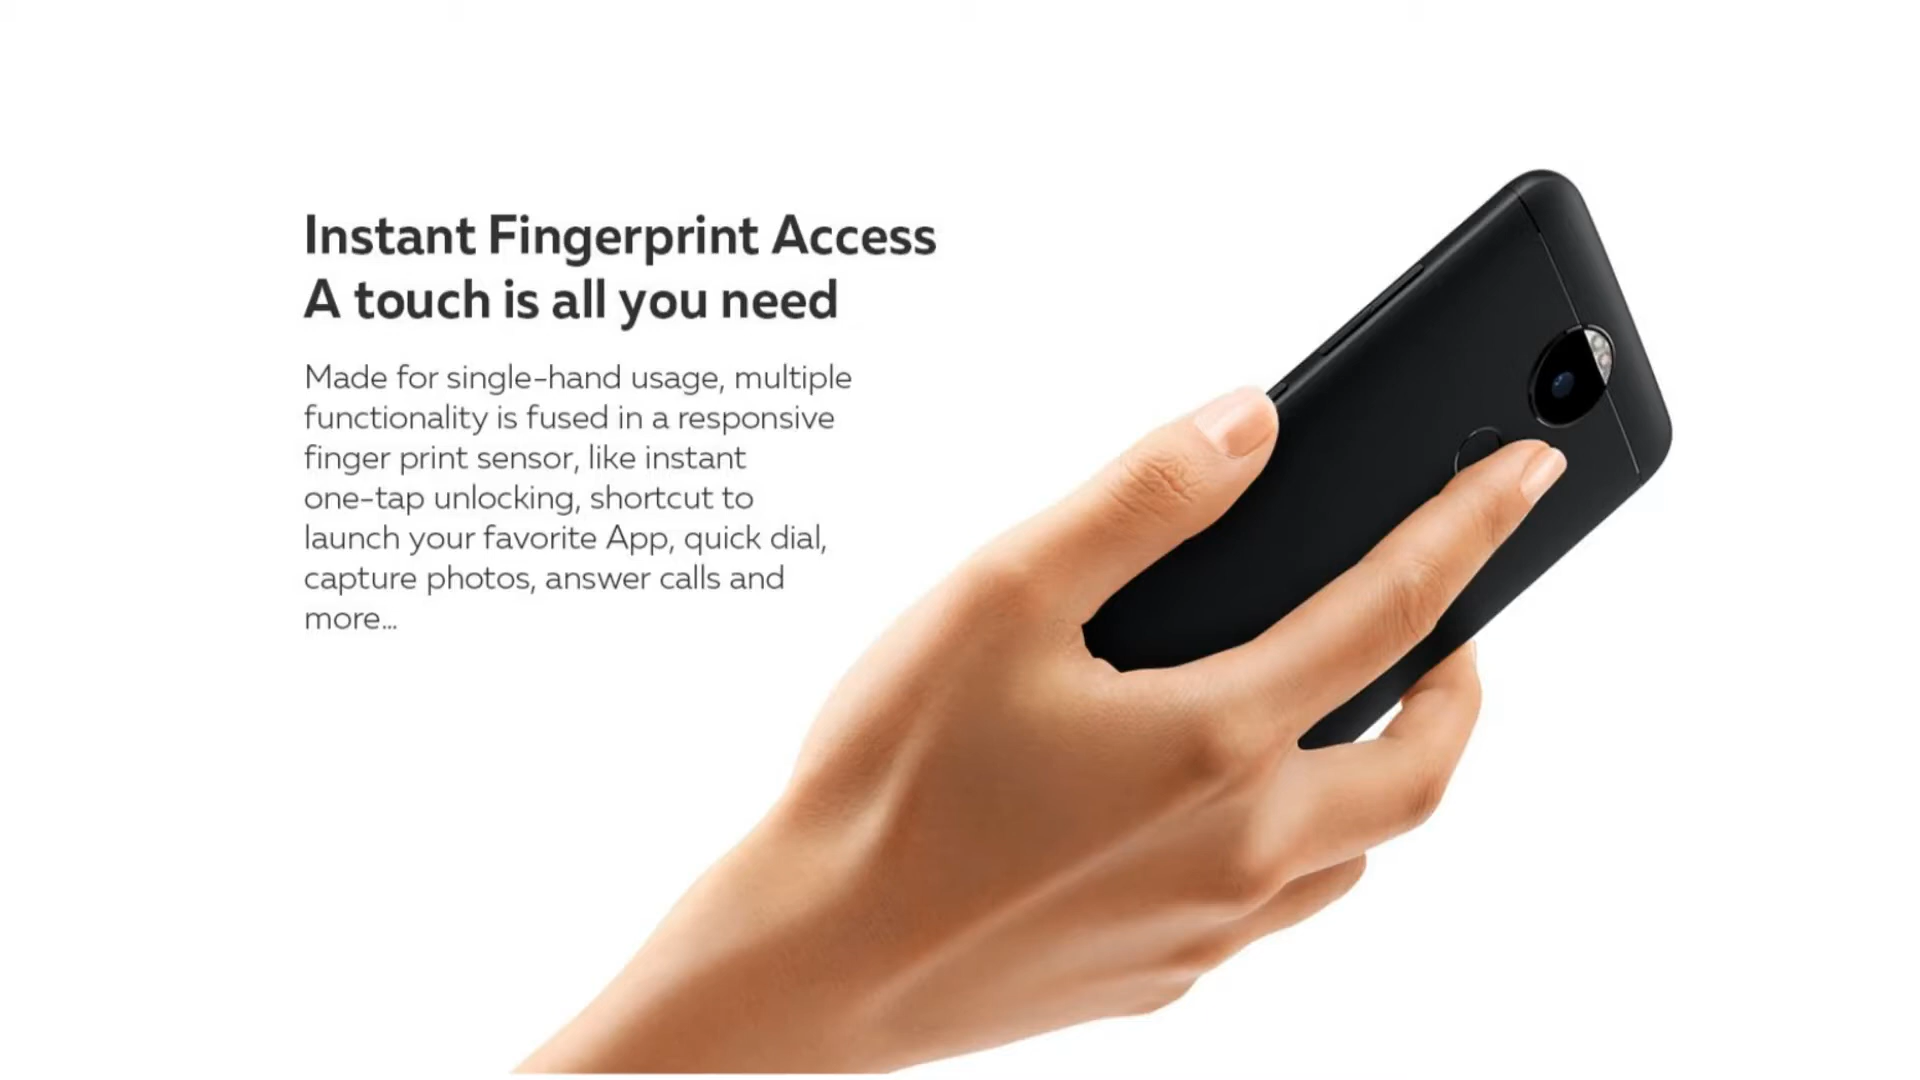 Instant Fingerprint Access
A touch is all you need
Made for single-hand usage, multiple
functionality is fused in a responsive
finger print sensor, like instant
one-tap unlocking, shortcut to
launch your favorite App, quick dial,
capture photos, answer calls and
more...